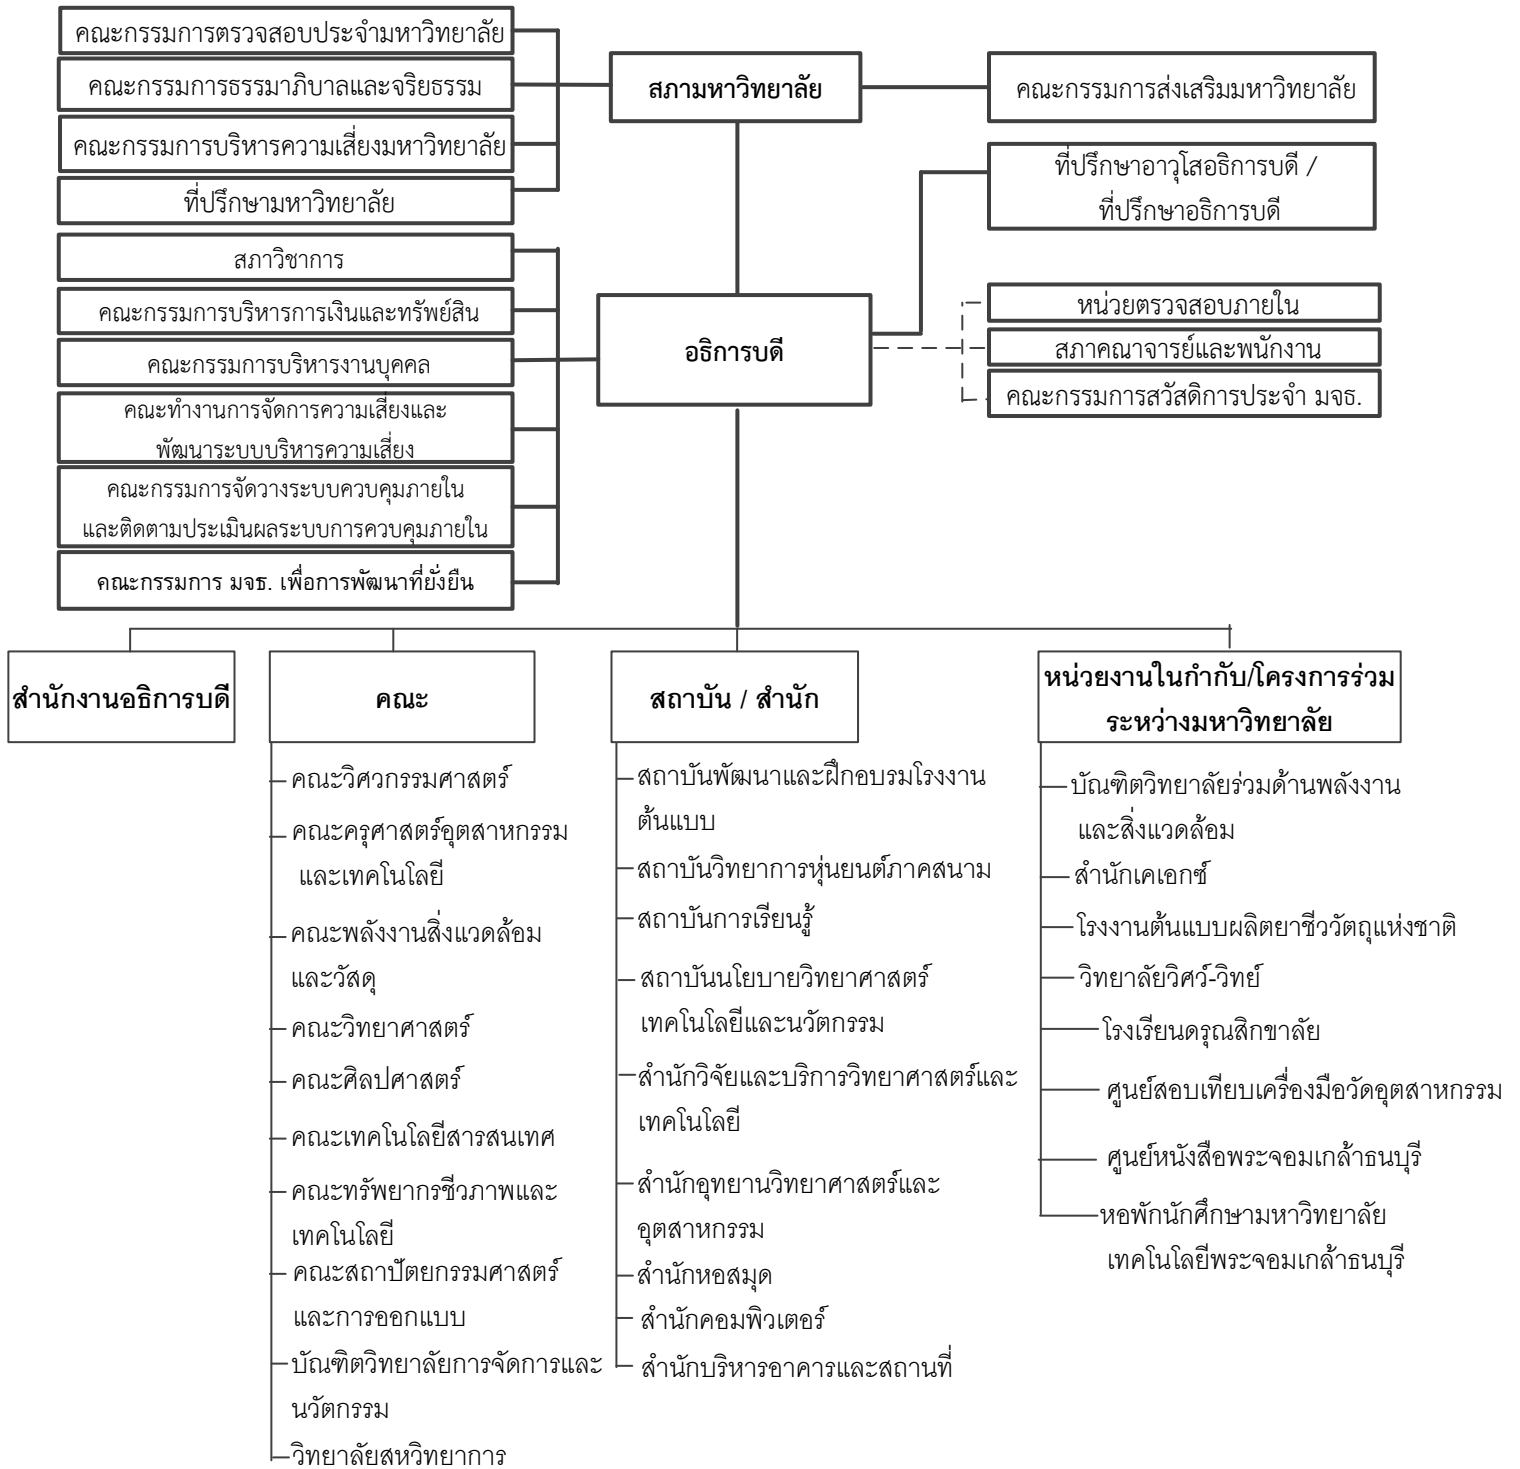 คณะกรรมการตรวจสอบประจำมหาวิทยาลัย
คณะกรรมการธรรมาภิบาลและจริยธรรม
คณะกรรมการบริหารความเสี่ยงมหาวิทยาลัย
ที่ปรึกษามหาวิทยาลัย
สภามหาวิทยาลัย
คณะกรรมการส่งเสริมมหาวิทยาลัย
ที่ปรึกษาอาวุโสอธิการบดี /
ที่ปรึกษาอธิการบดี
สภาวิชาการ
คณะกรรมการบริหารการเงินและทรัพย์สิน
คณะกรรมการบริหารงานบุคคล
คณะทำงานการจัดการความเสี่ยงและ
พัฒนาระบบบริหารความเสี่ยง
คณะกรรมการจัดวางระบบควบคุมภายใน
และติดตามประเมินผลระบบการควบคุมภายใน
คณะกรรมการ มจธ. เพื่อการพัฒนาที่ยั่งยืน
อธิการบดี
หน่วยตรวจสอบภายใน
สภาคณาจารย์และพนักงาน
คณะกรรมการสวัสดิการประจำ มจธ.
สำนักงานอธิการบดี
คณะ
คณะวิศวกรรมศาสตร์
คณะครุศาสตร์อุตสาหกรรม
และเทคโนโลยี
คณะพลังงานสิ่งแวดล้อม
และวัสดุ
คณะวิทยาศาสตร์
คณะศิลปศาสตร์
คณะเทคโนโลยีสารสนเทศ
คณะทรัพยากรชีวภาพและ
เทคโนโลยี
คณะสถาปัตยกรรมศาสตร์
และการออกแบบ
บัณฑิตวิทยาลัยการจัดการและ
นวัตกรรม
วิทยาลัยสหวิทยาการ
สถาบัน / สำนัก
สถาบันพัฒนาและฝึกอบรมโรงงาน
ต้นแบบ
สถาบันวิทยาการหุ่นยนต์ภาคสนาม
สถาบันการเรียนรู้
สถาบันนโยบายวิทยาศาสตร์
เทคโนโลยีและนวัตกรรม
สำนักวิจัยและบริการวิทยาศาสตร์และ
เทคโนโลยี
สำนักอุทยานวิทยาศาสตร์และ
อุตสาหกรรม
สำนักหอสมุด
สำนักคอมพิวเตอร์
สำนักบริหารอาคารและสถานที่
หน่วยงานในกำกับ/โครงการร่วม
ระหว่างมหาวิทยาลัย
บัณฑิตวิทยาลัยร่วมด้านพลังงาน
และสิ่งแวดล้อม
สำนักเคเอกซ์
โรงงานต้นแบบผลิตยาชีววัตถุแห่งชาติ
วิทยาลัยวิศว์-วิทย์
โรงเรียนดรุณสิกขาลัย
ศูนย์สอบเทียบเครื่องมือวัดอุตสาหกรรม
ศูนย์หนังสือพระจอมเกล้าธนบุรี
หอพักนักศึกษามหาวิทยาลัย
เทคโนโลยีพระจอมเกล้าธนบุรี